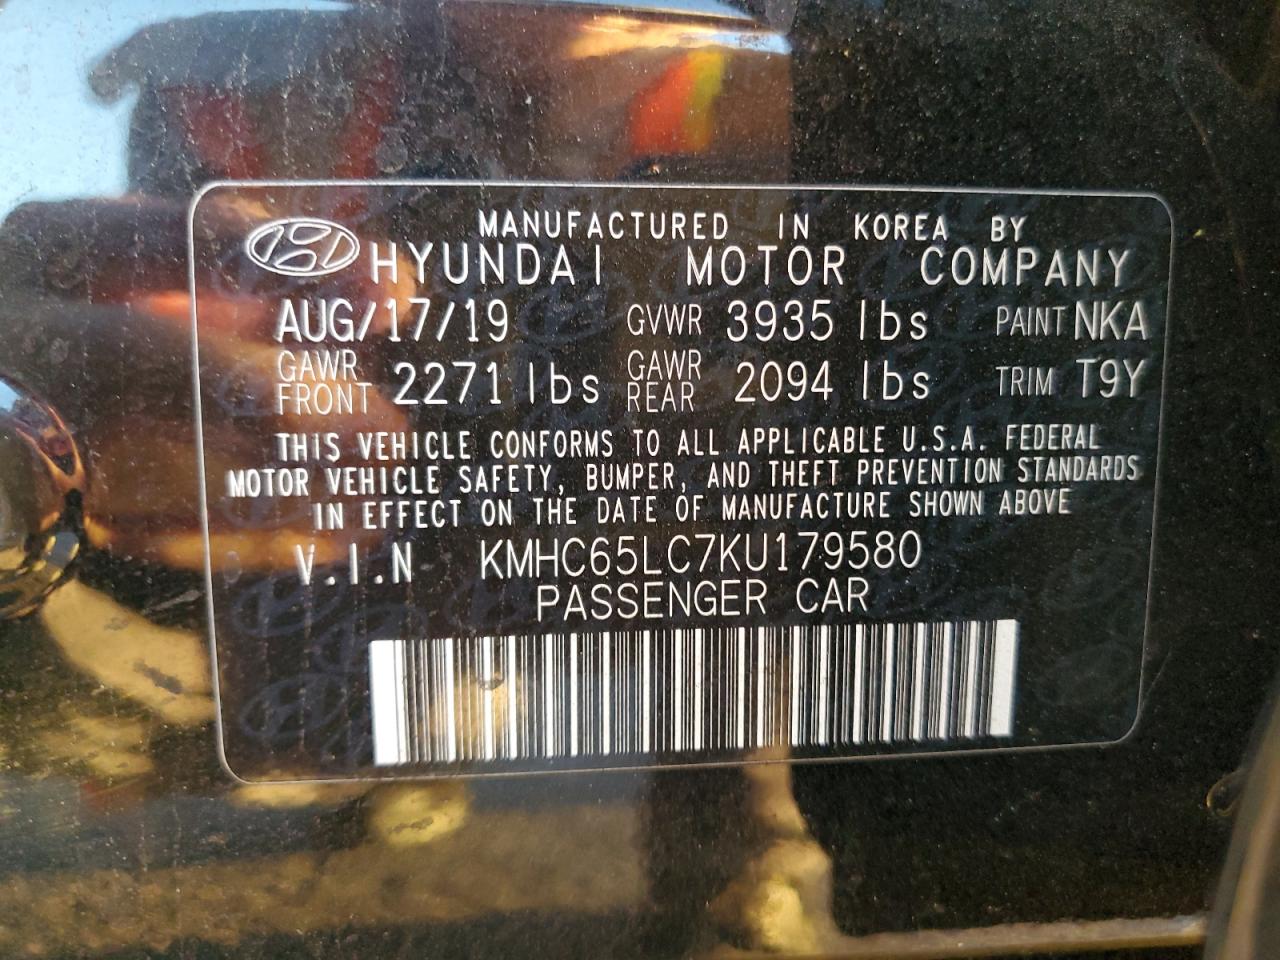 MANUFACTURED IN KOREA BY
HYUNDAI MOTOR COMPANY
AUG/17/19 GVWR 3935 lbs PAINT NKA
GAWR FRONT 2271 lbs GAWR REAR 2094 lbs TRIM T9Y
THIS VEHICLE CONFORMS TO ALL APPLICABLE U.S.A. FEDERAL
MOTOR VEHICLE SAFETY, BUMPER, AND THEFT PREVENTION STANDARDS
IN EFFECT ON THE DATE OF MANUFACTURE SHOWN ABOVE
V.I.N KMHC65LC7KU179580
PASSENGER CAR